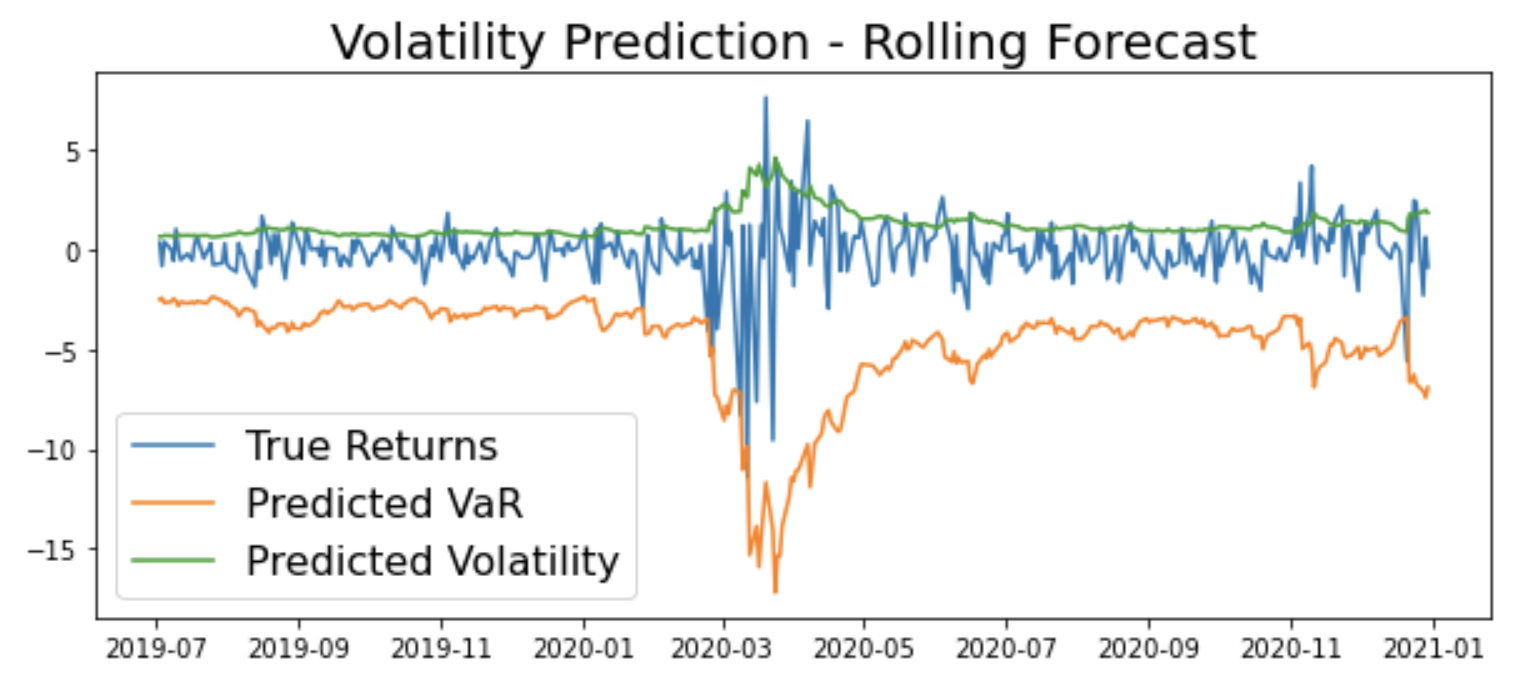 Volatility Prediction - Rolling Forecast
5
0
−5
−10
−15
True Returns
Predicted VaR
Predicted Volatility
2019-07 2019-09 2019-11 2020-01 2020-03 2020-05 2020-07 2020-09 2020-11 2021-01